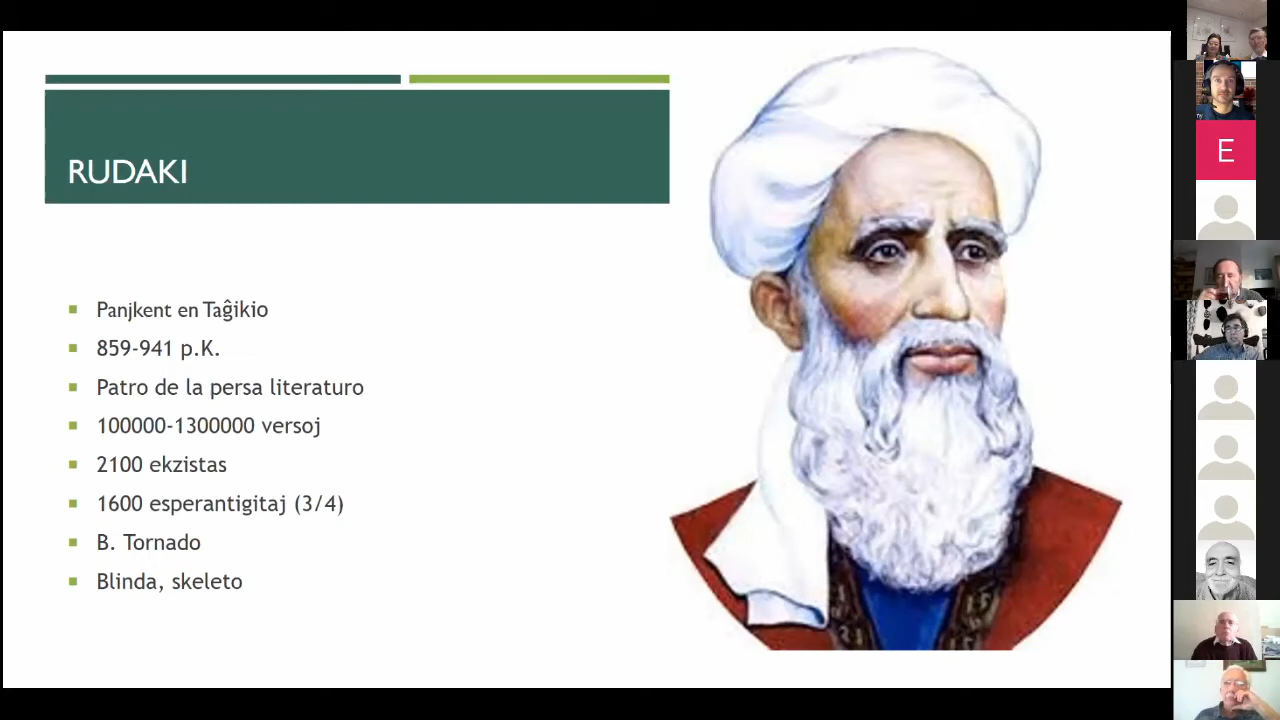 RUDAKI
Panjkent en Taĝikio
859-941 p.K.
Patro de la persa literaturo
100000-1300000 versoj
2100 ekzistas
1600 esperantigitaj (3/4)
B. Tornado
Blinda, skeleto
E